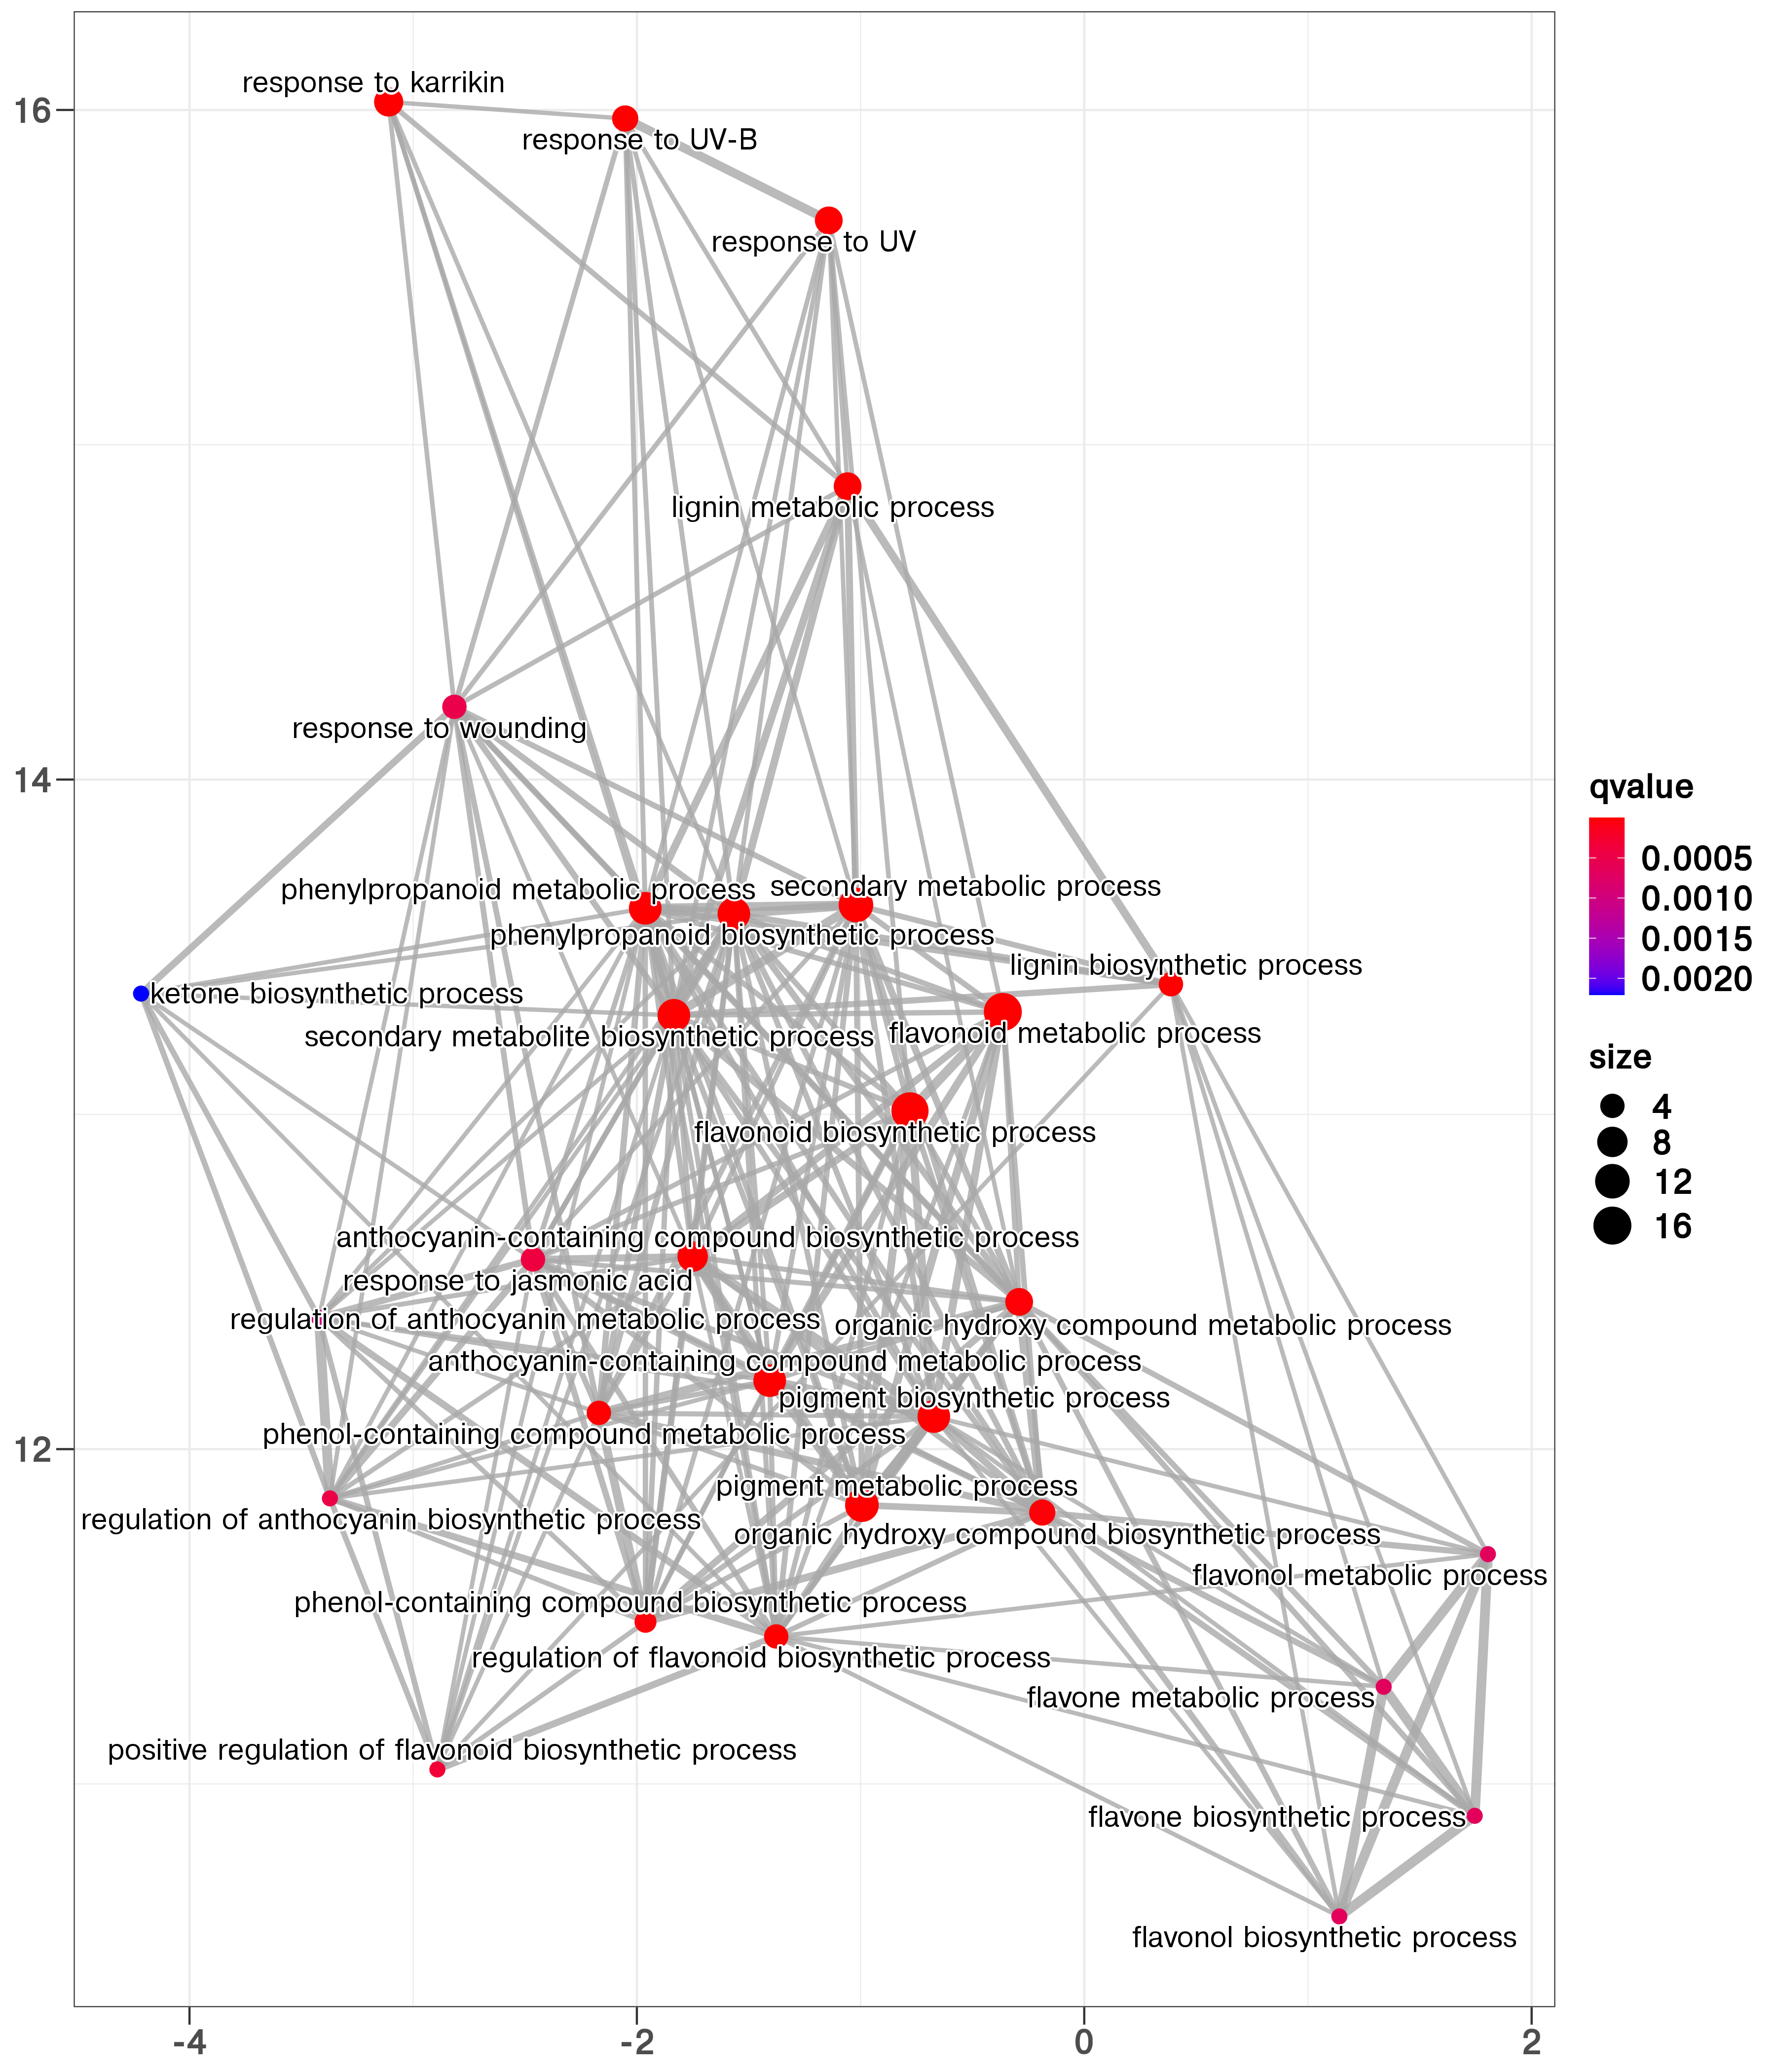 16
response to karrikin
response to UV-B
response to UV
lignin metabolic process
response to wounding
14
phenylpropanoid metabolic process
secondary metabolic process
phenylpropanoid biosynthetic process
lignin biosynthetic process
ketone biosynthetic process
secondary metabolite biosynthetic process
flavonoid metabolic process
flavonoid biosynthetic process
anthocyanin-containing compound biosynthetic process
response to jasmonic acid
regulation of anthocyanin metabolic process
organic hydroxy compound metabolic process
anthocyanin-containing compound metabolic process
pigment biosynthetic process
phenol-containing compound metabolic process
12
pigment metabolic process
regulation of anthocyanin biosynthetic process
organic hydroxy compound biosynthetic process
flavonol metabolic process
phenol-containing compound biosynthetic process
regulation of flavonoid biosynthetic process
flavone metabolic process
positive regulation of flavonoid biosynthetic process
flavone biosynthetic process
flavonol biosynthetic process
-4
-2
0
2
qvalue
0.0005
0.0010
0.0015
0.0020
size
4
8
12
16